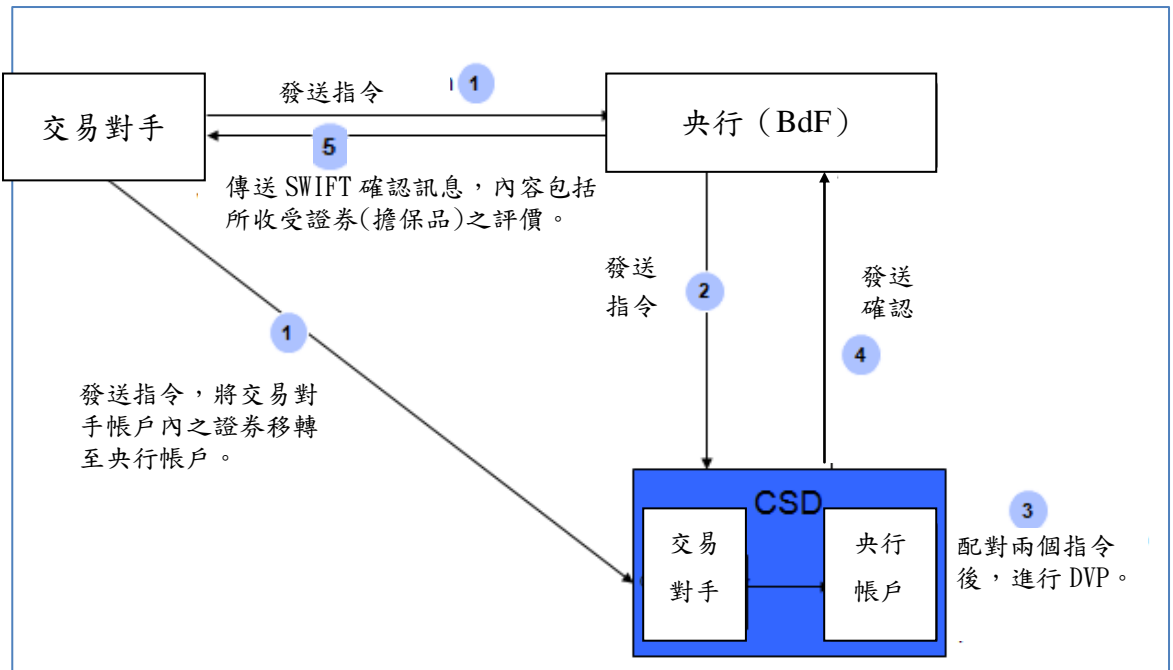 發送指令
1
交易對手
央行（BdF）
5
傳送 SWIFT 確認訊息，內容包括
所收受證券(擔保品)之評價。
發送
指令
2
發送
確認
4
1
發送指令，將交易對
手帳戶內之證券移轉
至央行帳戶。
CSD
交易
對手
央行
帳戶
3
配對兩個指令
後，進行 DVP。